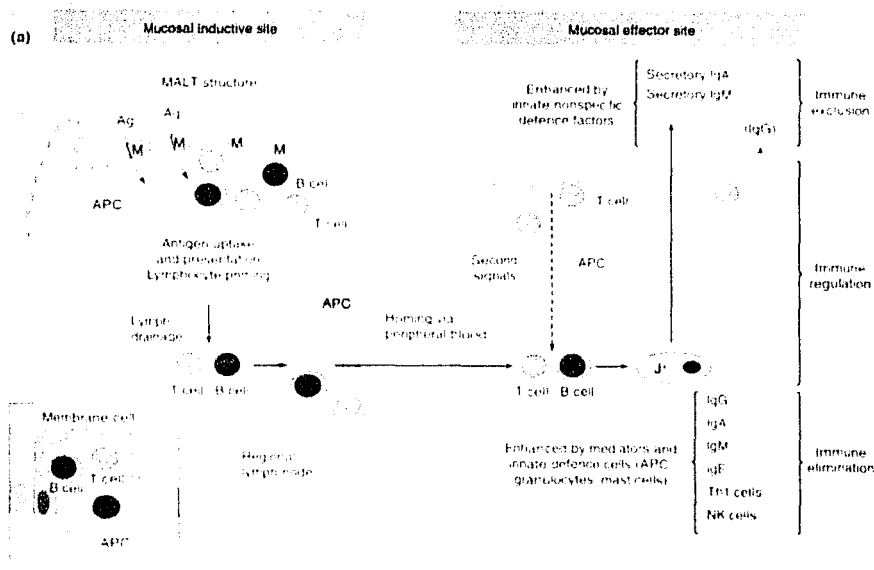 (a)
Mucosal inductive site
MALT structure
Ag
Ag
M
M
M
M
B cell
T cell
APC
Antigen uptake
and presentation
Lymphocyte priming
Lymph
drainage
T cell
B cell
APC
Homing via
peripheral blood
Regional
lymph node
Membrane cell
B cell
T cell
APC
Mucosal effector site
Enhanced by
innate nonspecific
defence factors
Secretory IgA
Secretory IgM
Immune
exclusion
(IgG)
T cell
Second
signals
APC
Immune
regulation
T cell
B cell
J+
Enhanced by mediators and
innate defence cells (APC
granulocytes, mast cells)
IgG
IgA
IgM
IgE
Th1 cells
NK cells
Immune
elimination